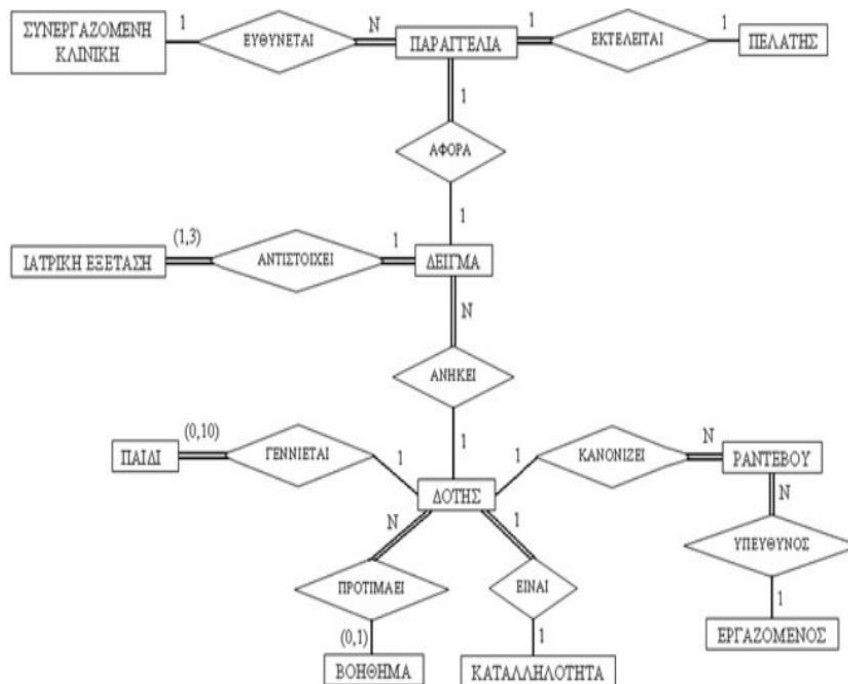 ΣΥΝΕΡΓΑΖΟΜΕΝΗ
ΚΛΙΝΙΚΗ
1
ΕΥΘΥΝΕΤΑΙ
N
ΠΑΡΑΓΓΕΛΙΑ
1
ΕΚΤΕΛΕΙΤΑΙ
1
ΠΕΛΑΤΗΣ
1
ΑΦΟΡΑ
1
ΙΑΤΡΙΚΗ ΕΞΕΤΑΣΗ
(1,3)
ΑΝΤΙΣΤΟΙΧΕΙ
1
ΔΕΙΓΜΑ
N
ΑΝΗΚΕΙ
1
ΠΑΙΔΙ
(0,10)
ΓΕΝΝΙΕΤΑΙ
1
ΔΟΤΗΣ
1
ΚΑΝΟΝΙΖΕΙ
N
ΡΑΝΤΕΒΟΥ
N
ΥΠΕΥΘΥΝΟΣ
1
ΕΡΓΑΖΟΜΕΝΟΣ
N
ΠΡΟΤΙΜΑΕΙ
(0,1)
ΒΟΗΘΗΜΑ
1
ΕΙΝΑΙ
1
ΚΑΤΑΛΛΗΛΟΤΗΤΑ